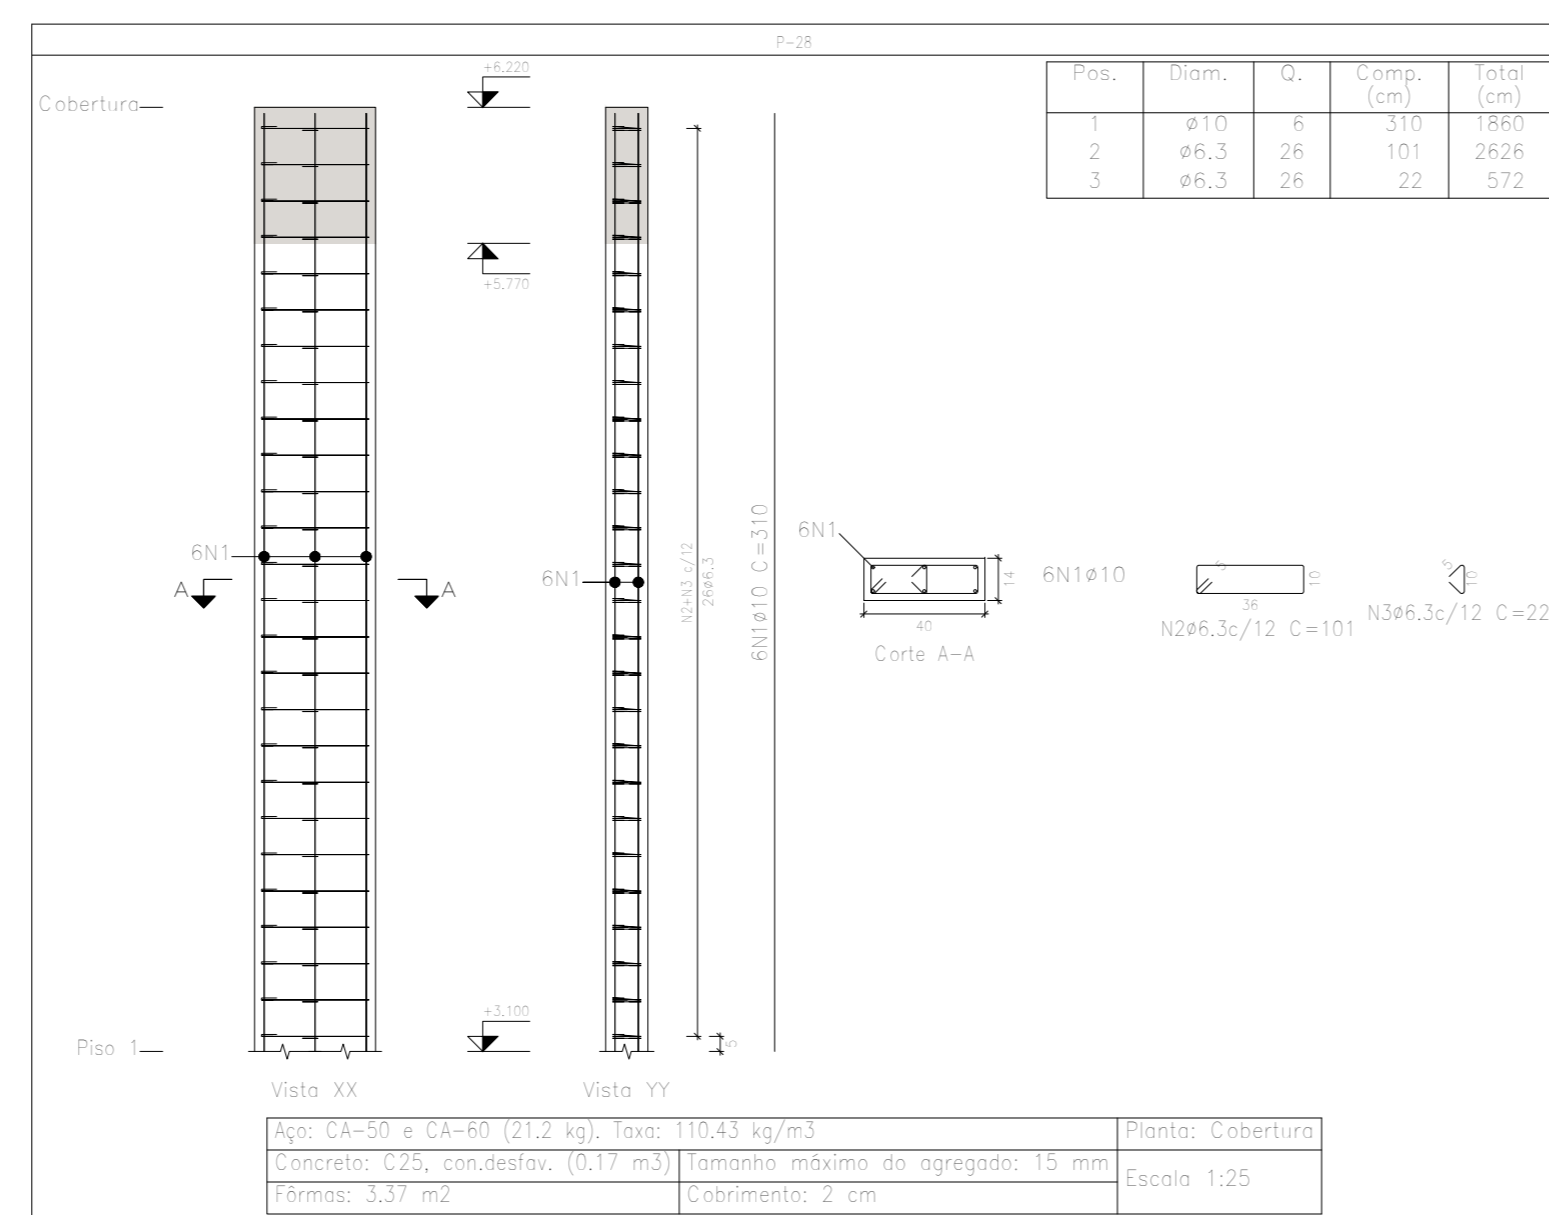 P-28
Cobertura
+6.220
+5.770
Pos. Diam. Q. Comp. (cm) Total (cm)
1 ø10 6 310 1860
2 ø6.3 26 101 2626
3 ø6.3 26 22 572
6N1
A A
6N1
N2+N3 c/12
26ø6.3
6N1ø10 C=310
6N1
14
40
Corte A-A
6N1ø10
5
10
36
N2ø6.3c/12 C=101
5
10
N3ø6.3c/12 C=22
+3.100
5
Piso 1
Vista XX
Vista YY
Aço: CA-50 e CA-60 (21.2 kg). Taxa: 110.43 kg/m3
Planta: Cobertura
Concreto: C25, con.desfav. (0.17 m3)
Tamanho máximo do agregado: 15 mm
Escala 1:25
Fôrmas: 3.37 m2
Cobrimento: 2 cm